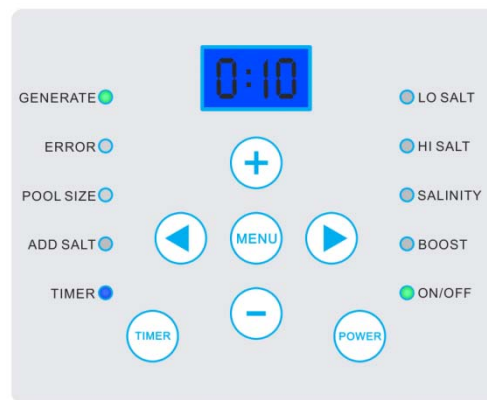 0:10
GENERATE
LO SALT
ERROR
HI SALT
POOL SIZE
SALINITY
ADD SALT
MENU
BOOST
TIMER
ON/OFF
TIMER
POWER